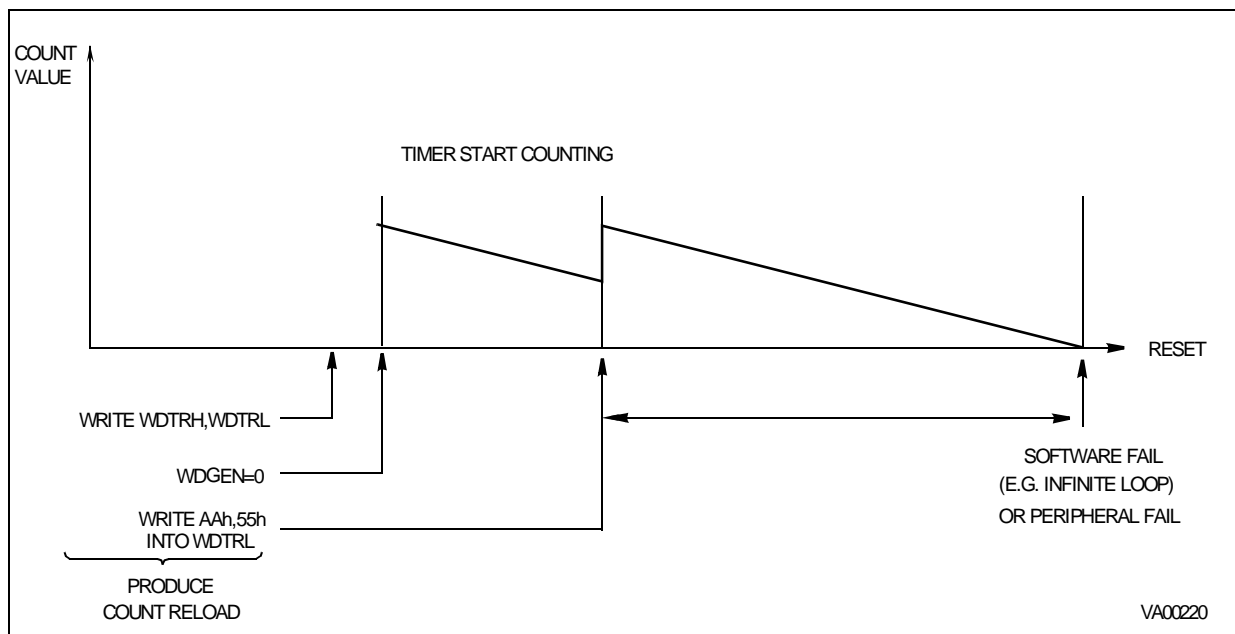 COUNT
VALUE
TIMER START COUNTING
RESET
WRITE WDTRH,WDTRL
WDGEN=0
WRITE AAh,55h
INTO WDTRL
PRODUCE
COUNT RELOAD
SOFTWARE FAIL
(E.G. INFINITE LOOP)
OR PERIPHERAL FAIL
VA00220